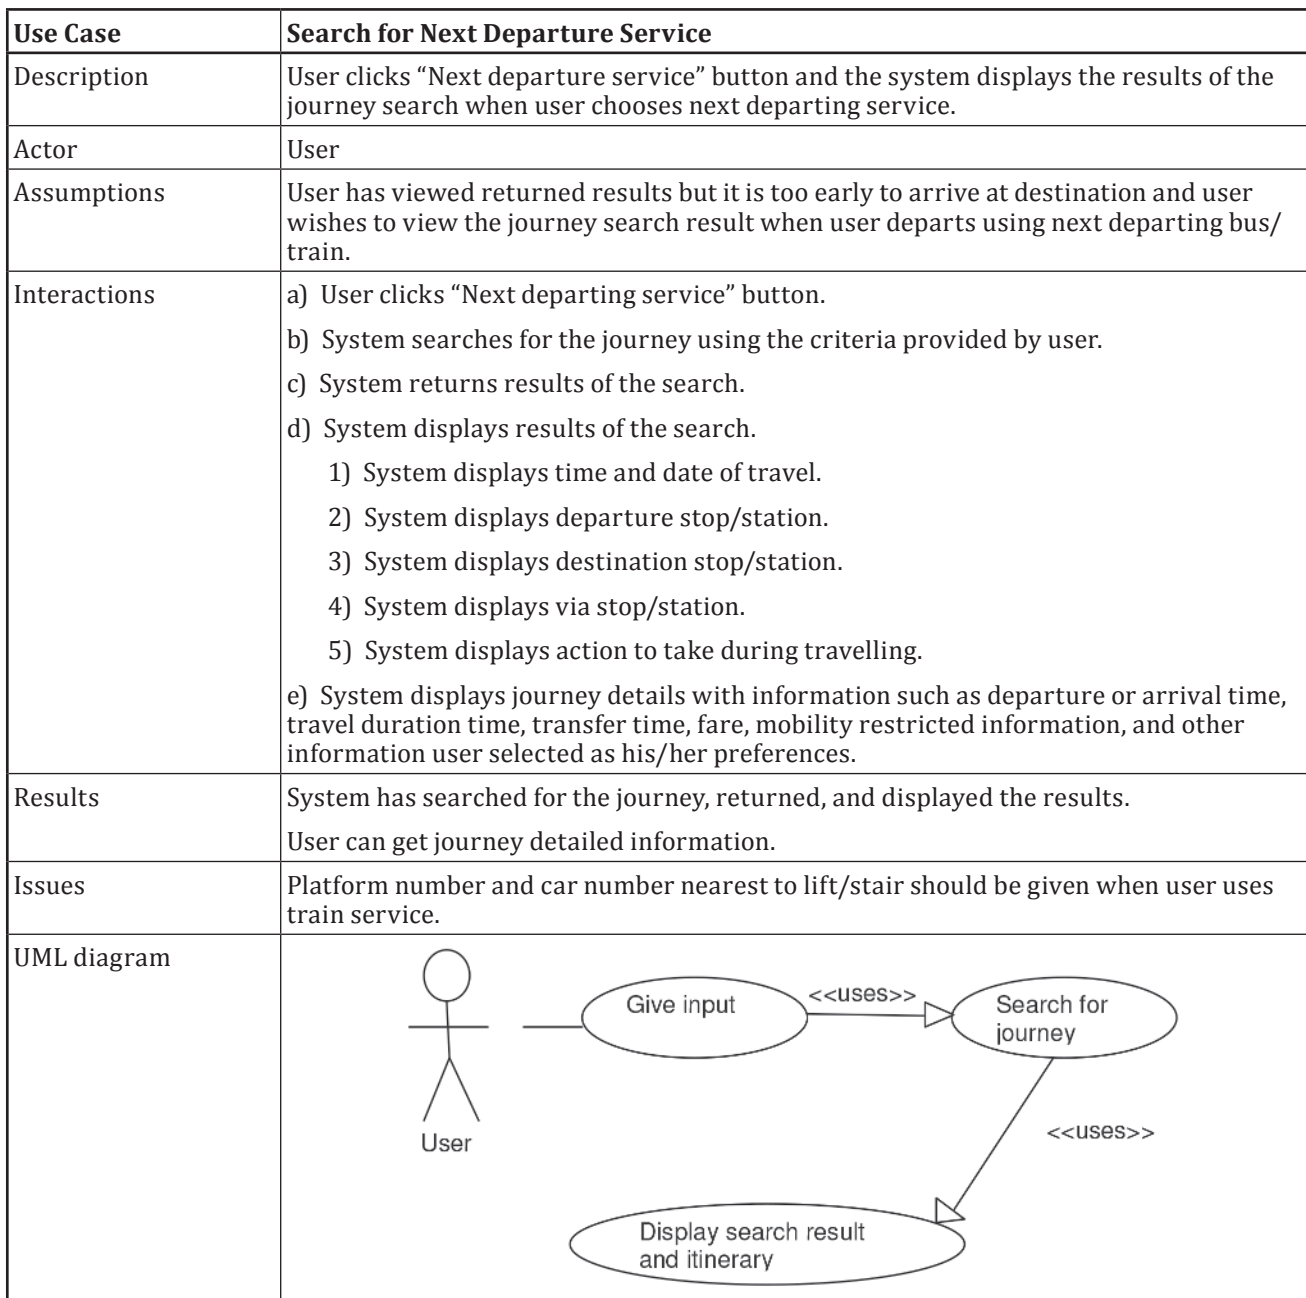 Use Case
Search for Next Departure Service
Description
User clicks “Next departure service” button and the system displays the results of the
journey search when user chooses next departing service.
Actor
User
Assumptions
User has viewed returned results but it is too early to arrive at destination and user
wishes to view the journey search result when user departs using next departing bus/
train.
Interactions
a) User clicks “Next departing service” button.
b) System searches for the journey using the criteria provided by user.
c) System returns results of the search.
d) System displays results of the search.
1) System displays time and date of travel.
2) System displays departure stop/station.
3) System displays destination stop/station.
4) System displays via stop/station.
5) System displays action to take during travelling.
e) System displays journey details with information such as departure or arrival time,
travel duration time, transfer time, fare, mobility restricted information, and other
information user selected as his/her preferences.
Results
System has searched for the journey, returned, and displayed the results.
User can get journey detailed information.
Issues
Platform number and car number nearest to lift/stair should be given when user uses
train service.
UML diagram
Give input
<<uses>>
Search for
journey
User
<<uses>>
Display search result
and itinerary